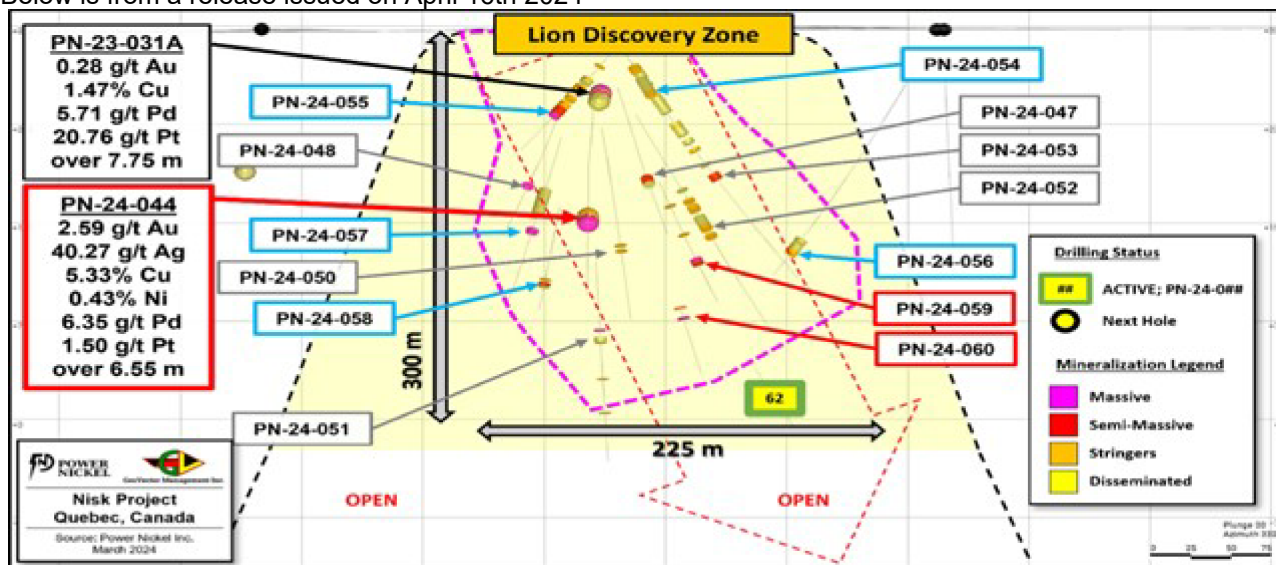 Below is from a release issued on April 16th 2024
Lion Discovery Zone
PN-23-031A
0.28 g/t Au
1.47% Cu
5.71 g/t Pd
20.76 g/t Pt
over 7.75 m
PN-24-044
2.59 g/t Au
40.27 g/t Ag
5.33% Cu
0.43% Ni
6.35 g/t Pd
1.50 g/t Pt
over 6.55 m
PN-24-055
PN-24-048
PN-24-057
PN-24-050
PN-24-058
PN-24-051
PN-24-054
PN-24-047
PN-24-053
PN-24-052
PN-24-056
PN-24-059
PN-24-060
300 m
225 m
62
OPEN
OPEN
Drilling Status
## ACTIVE; PN-24-0##
Next Hole
Mineralization Legend
Massive
Semi-Massive
Stringers
Disseminated
POWER
NICKEL
GeoVector Management Inc.
Nisk Project
Quebec, Canada
Source: Power Nickel Inc.
March 2024
Azimuth
0 25 50 75